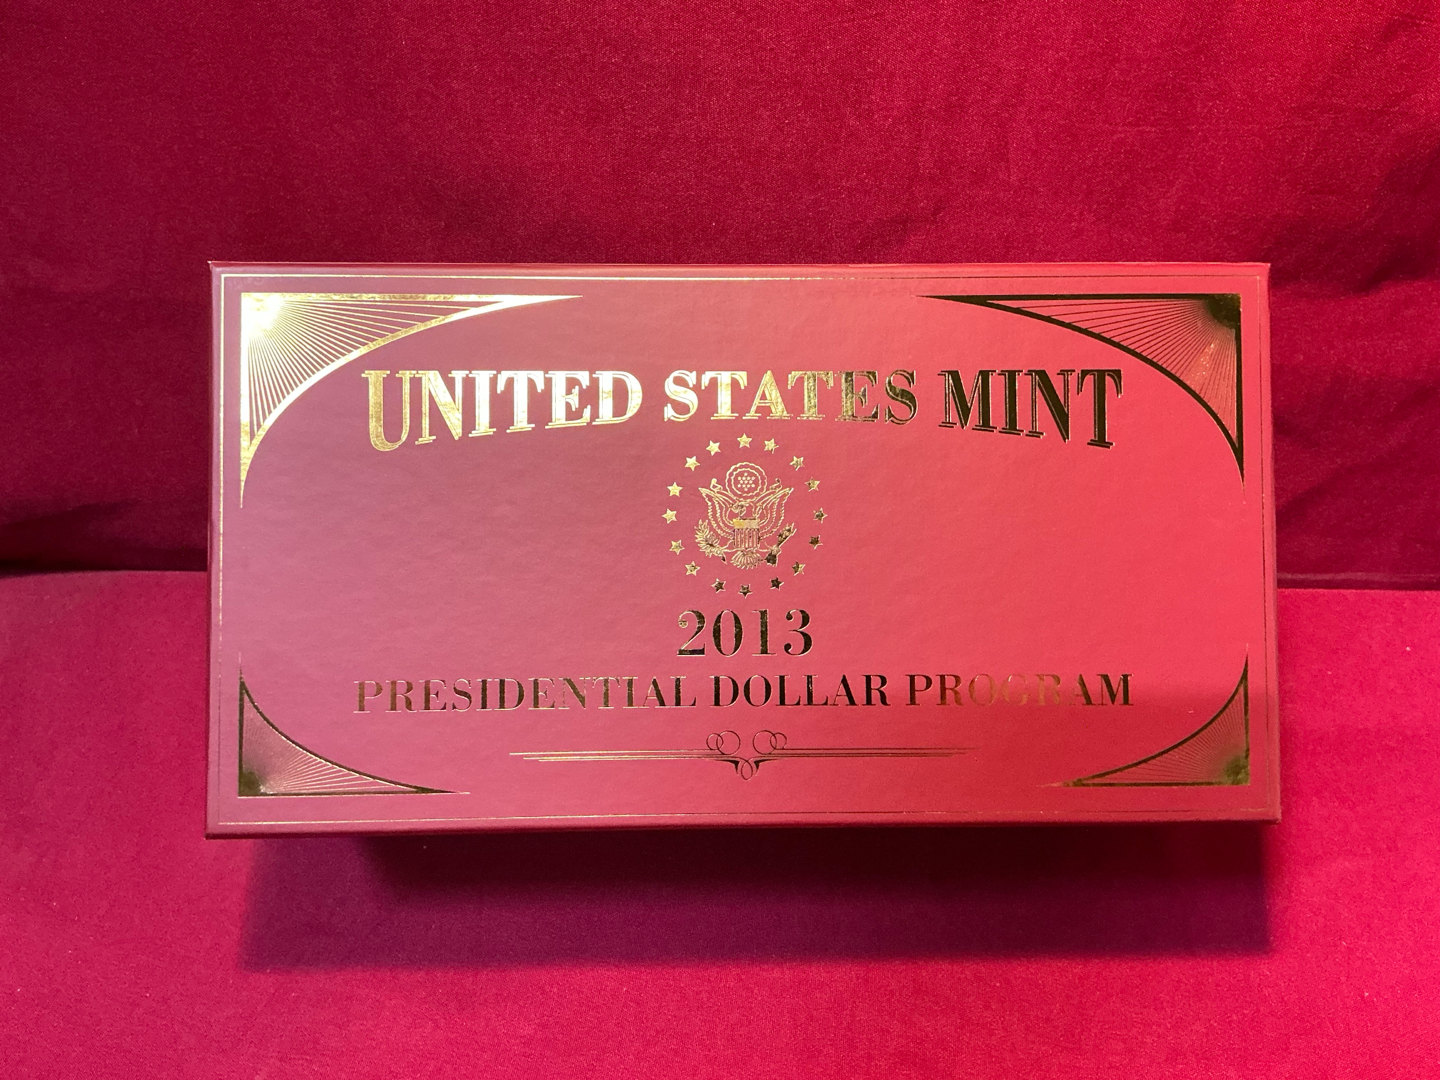 UNITED STATES MINT
2013
PRESIDENTIAL DOLLAR PROGRAM